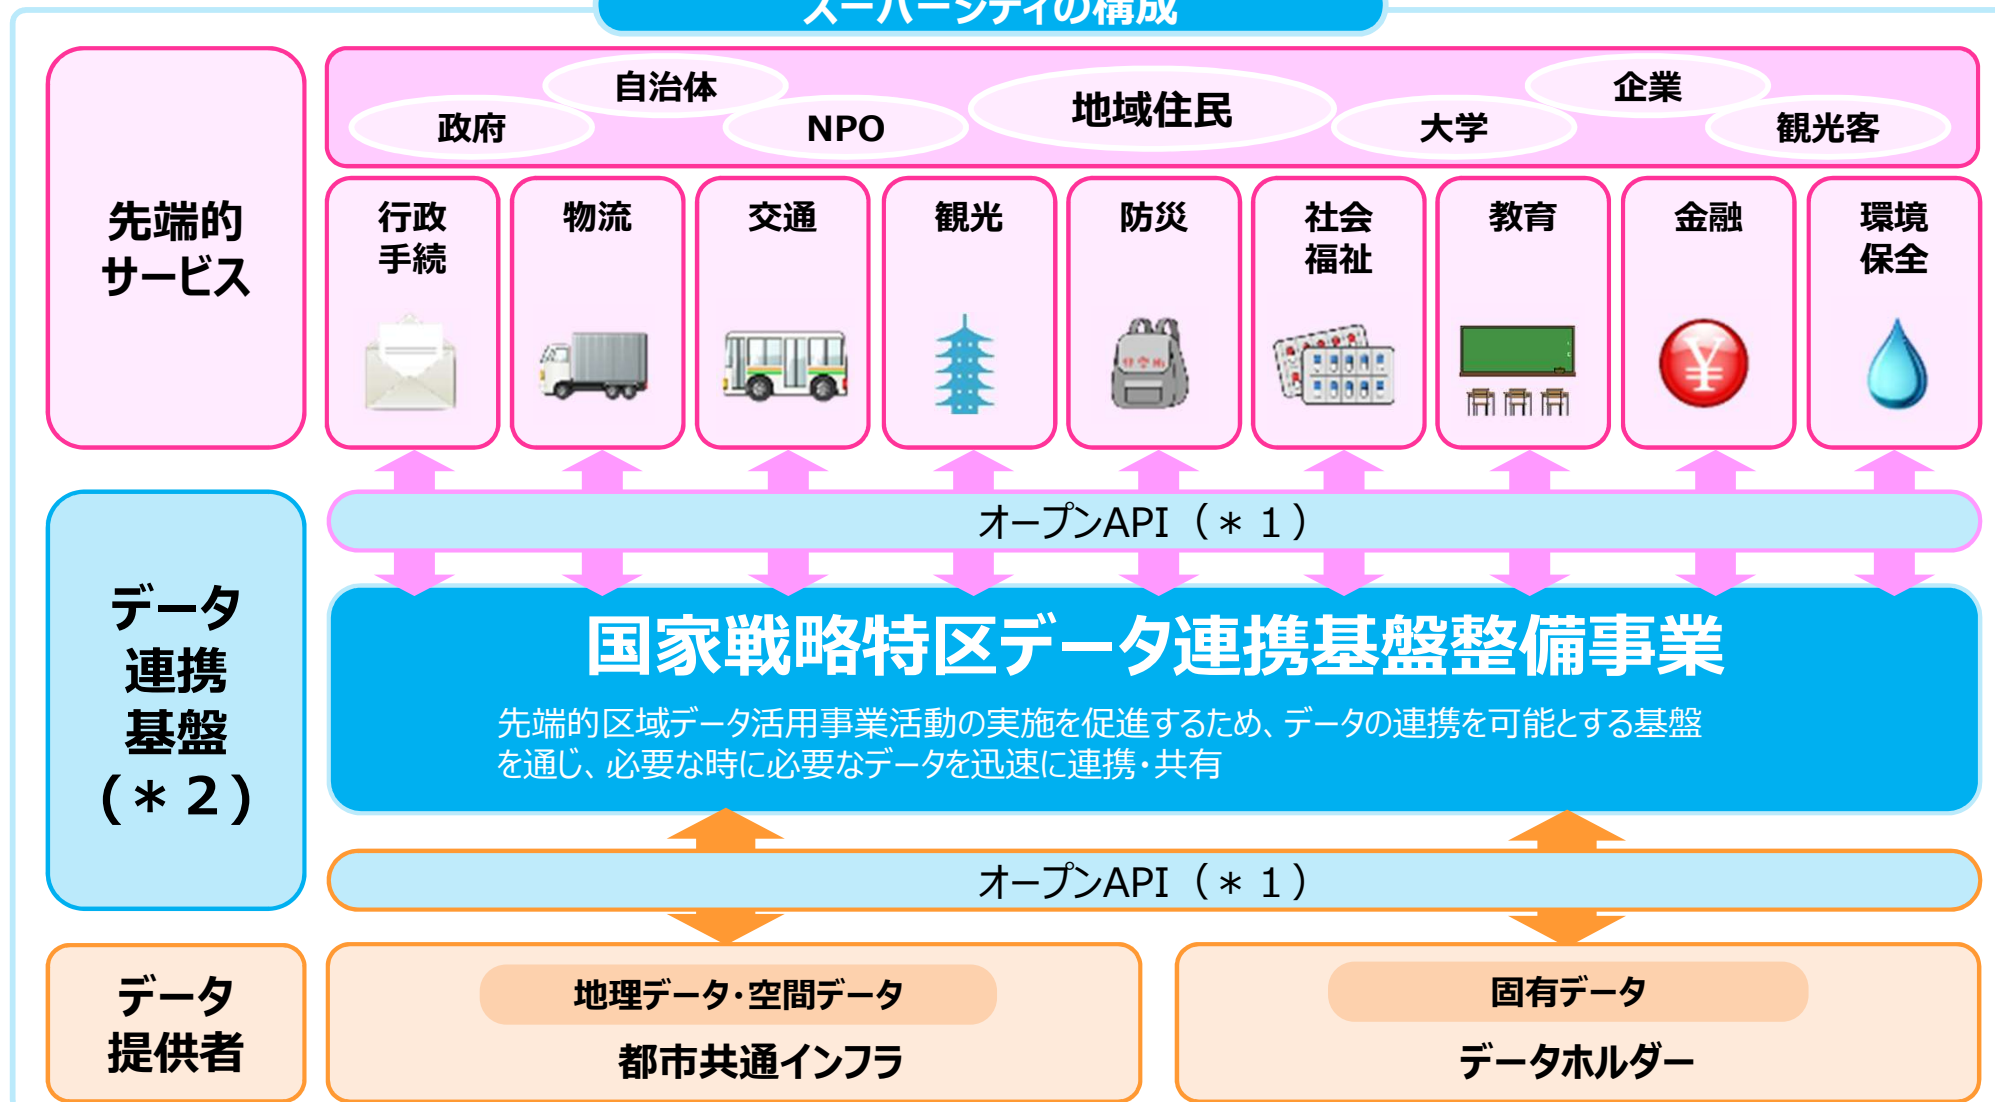 スーパーシティの構成
先端的
サービス
自治体
政府
NPO
地域住民
大学
企業
観光客
行政
手続
物流
交通
観光
防災
社会
福祉
教育
金融
環境
保全
オープンAPI（＊１）
データ
連携
基盤
(＊２)
国家戦略特区データ連携基盤整備事業
先端的区域データ活用事業活動の実施を促進するため、データの連携を可能とする基盤
を通じ、必要な時に必要なデータを迅速に連携・共有
オープンAPI（＊１）
データ
提供者
地理データ・空間データ
都市共通インフラ
固有データ
データホルダー